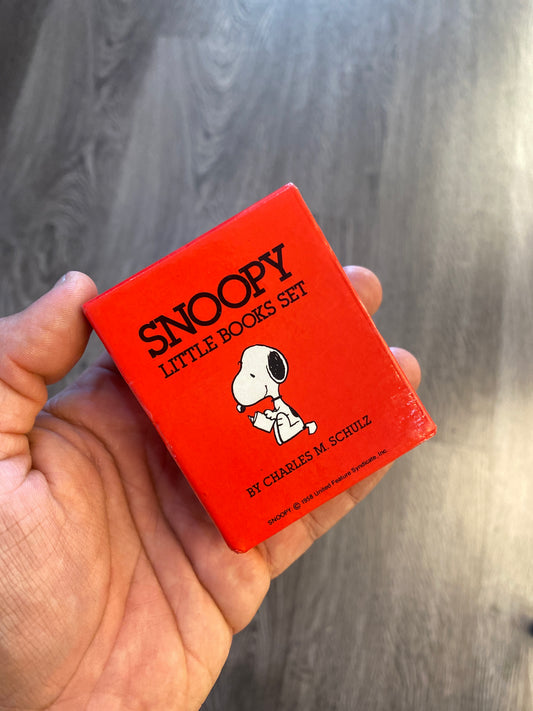 SNOOPY
LITTLE BOOKS SET
BY CHARLES M. SCHULZ
SNOOPY: © 1958 United Feature Syndicate, Inc.